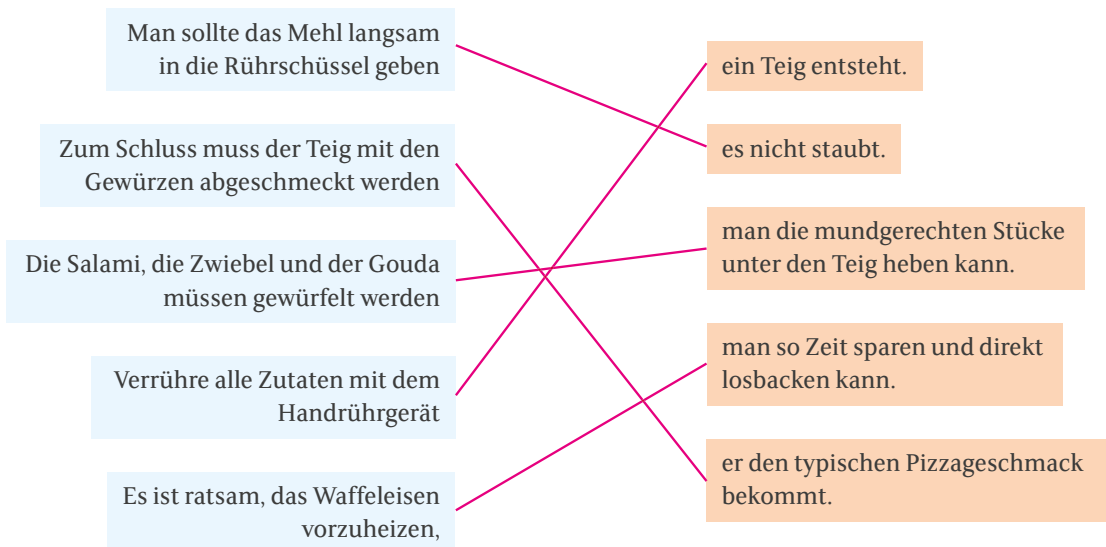 Man sollte das Mehl langsam
in die Rührschüssel geben
Zum Schluss muss der Teig mit den
Gewürzen abgeschmeckt werden
Die Salami, die Zwiebel und der Gouda
müssen gewürfelt werden
Verrühre alle Zutaten mit dem
Handrührgerät
Es ist ratsam, das Waffeleisen
vorzuheizen,
ein Teig entsteht.
es nicht staubt.
man die mundgerechten Stücke
unter den Teig heben kann.
man so Zeit sparen und direkt
losbacken kann.
er den typischen Pizzageschmack
bekommt.